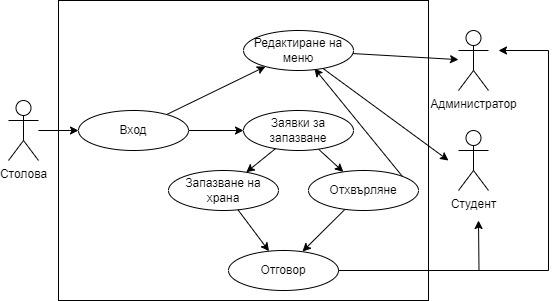 Редактиране на
меню
Администратор
Вход
Заявки за
запазване
Столова
Запазване на
храна
Отхвърляне
Студент
Отговор